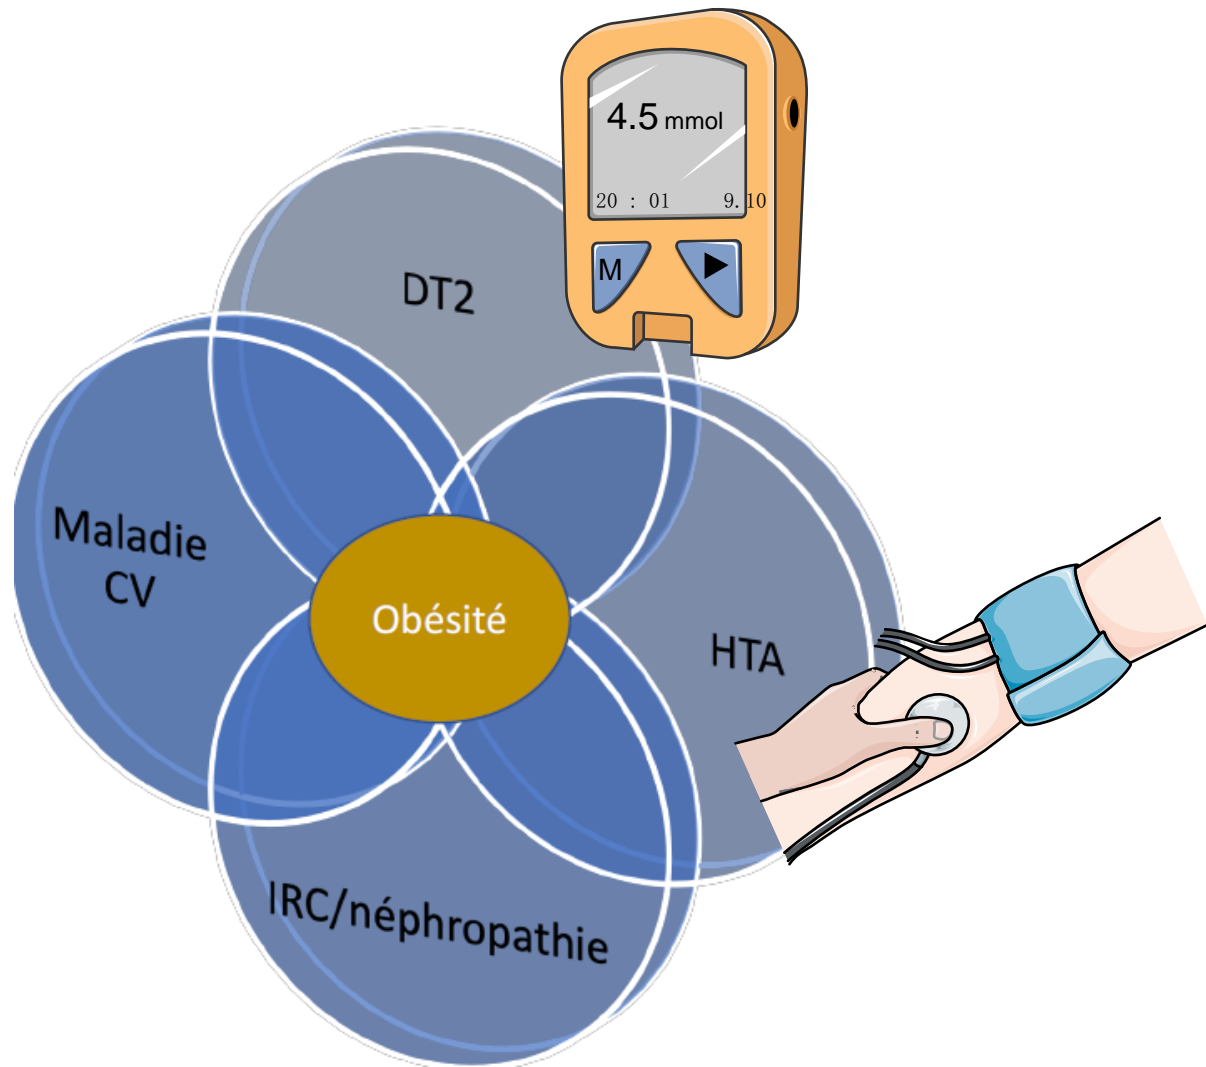 4.5 mmol
20 : 01 9.10
M
DT2
Maladie
CV
Obésité
HTA
IRC/néphropathie